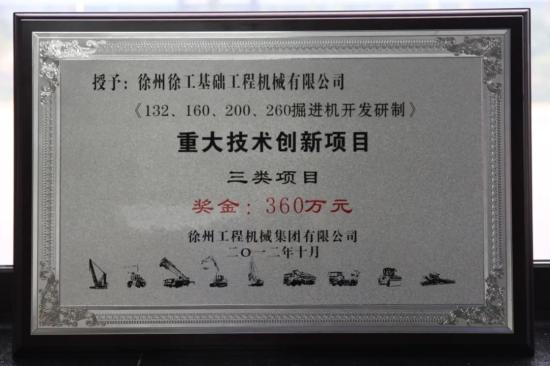 授予：徐州徐工基础工程机械有限公司
《132、160、200、260掘进机开发研制》
重大技术创新项目
三类项目
奖金：360万元
徐州工程机械集团有限公司
二〇一二年十月